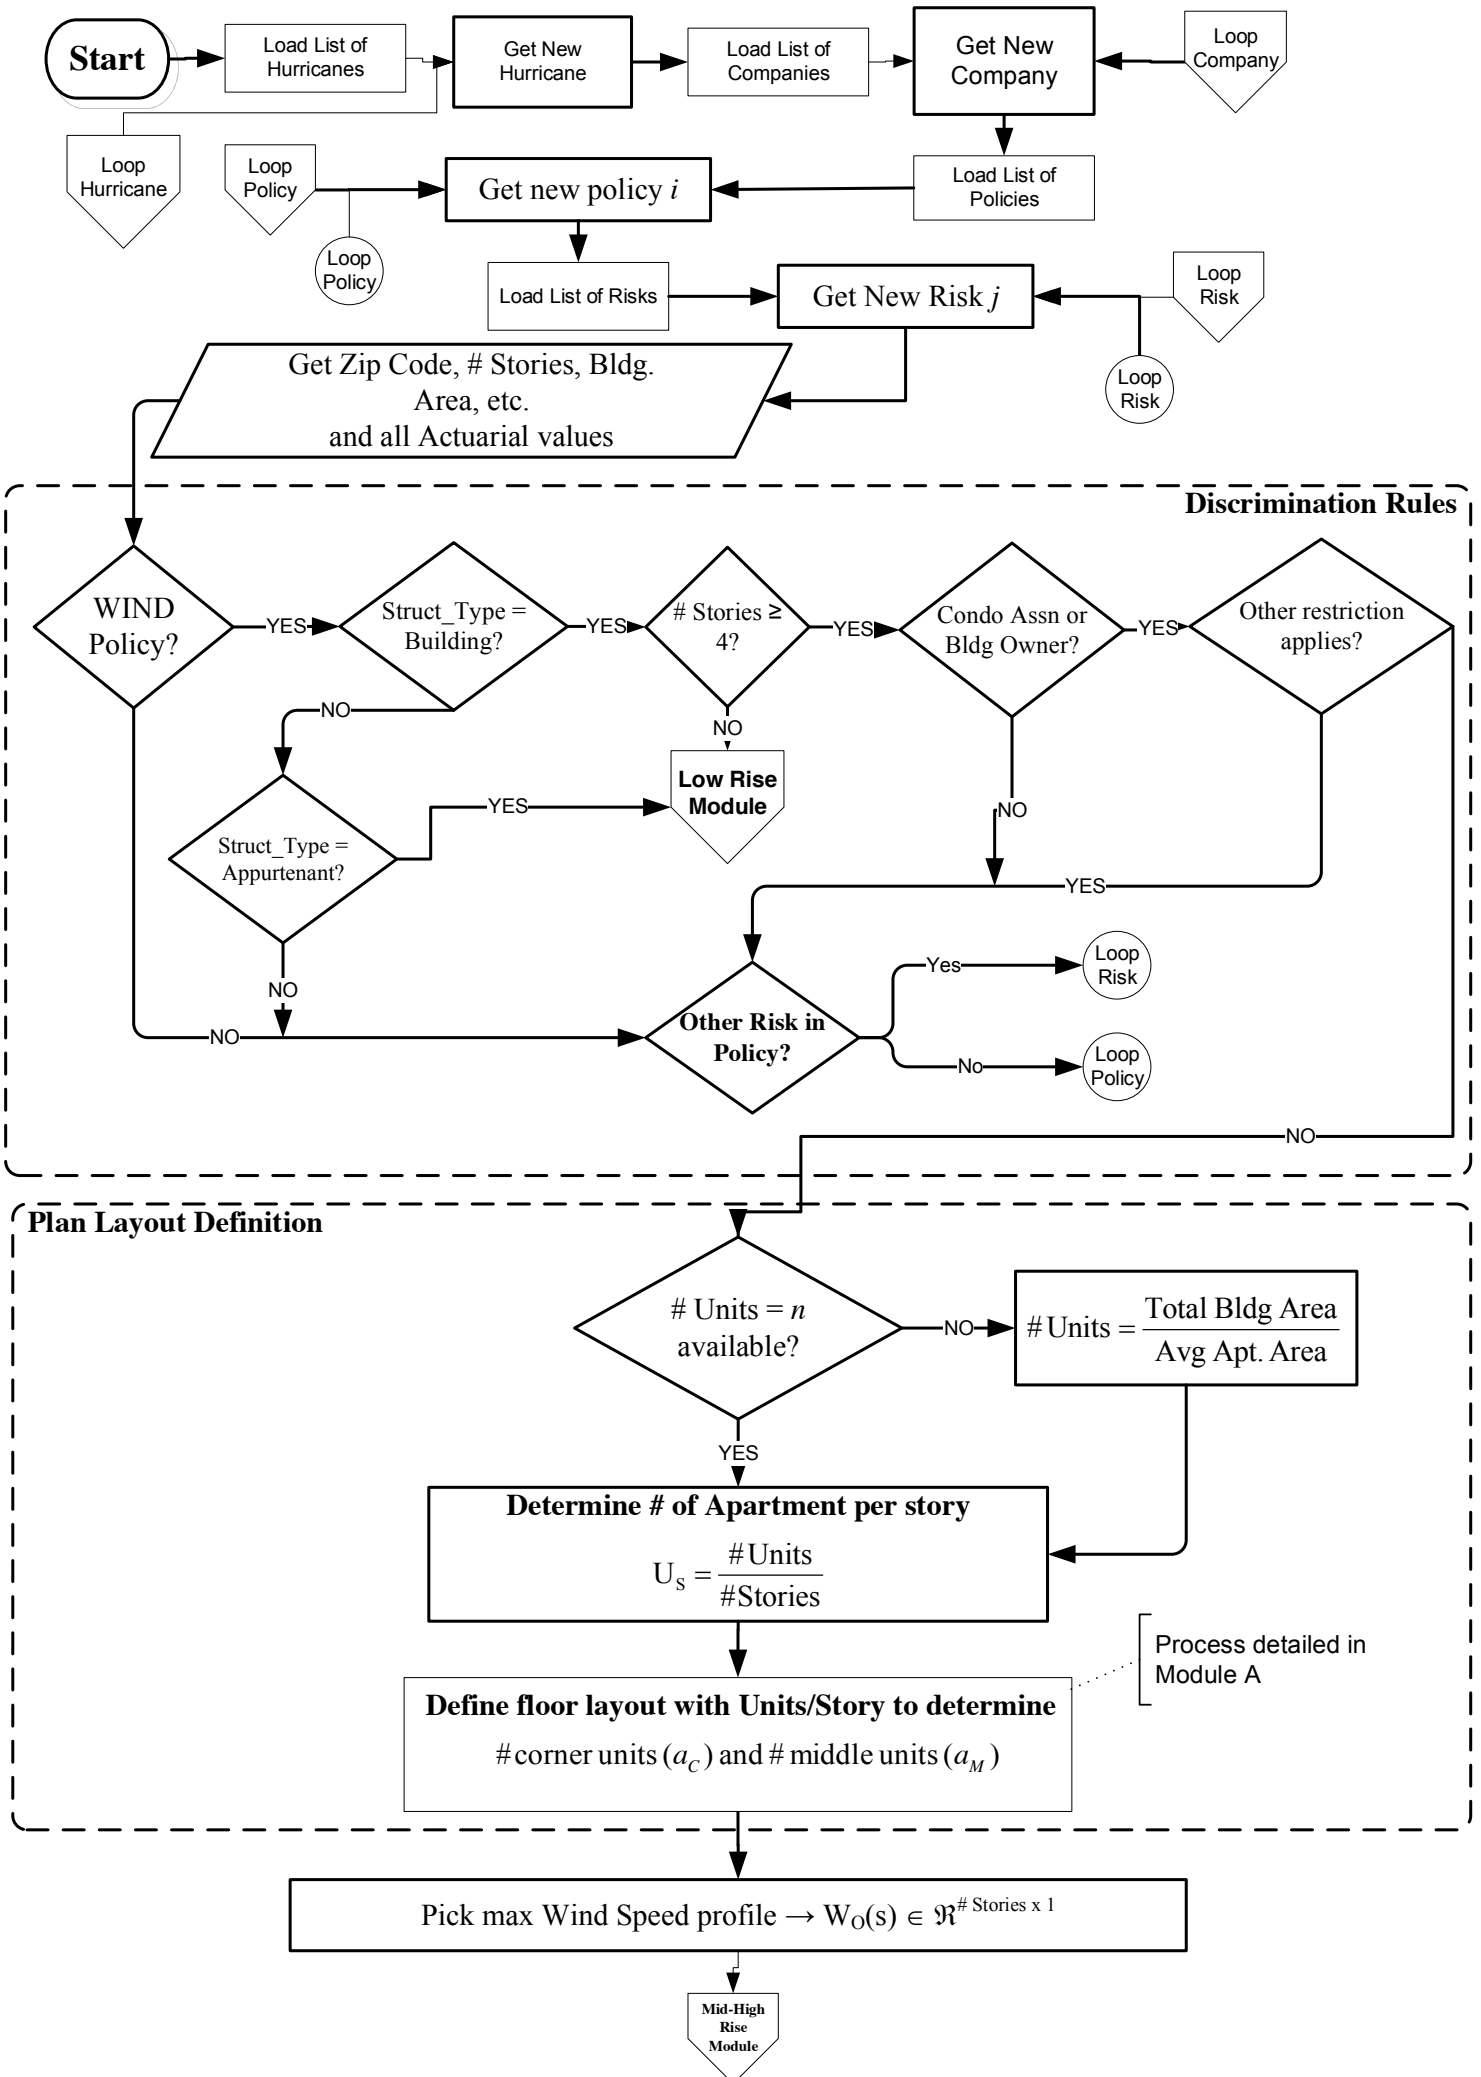 Start
Load List of
Hurricanes
Get New
Hurricane
Load List of
Companies
Get New
Company
Loop
Company
Loop
Hurricane
Loop
Policy
Get new policy i
Load List of
Policies
Loop
Policy
Load List of Risks
Get New Risk j
Loop
Risk
Loop
Risk
Get Zip Code, # Stories, Bldg.
Area, etc.
and all Actuarial values
Discrimination Rules
WIND
Policy?
YES
Struct_Type =
Building?
YES
# Stories ≥
4?
YES
Condo Assn or
Bldg Owner?
YES
Other restriction
applies?
NO
NO
Low Rise
Module
YES
NO
Struct_Type =
Appurtenant?
YES
NO
Other Risk in
Policy?
Yes
Loop
Risk
NO
No
Loop
Policy
NO
Plan Layout Definition
# Units = n
available?
NO
# Units = Total Bldg Area
Avg Apt. Area
YES
Determine # of Apartment per story
U_S = #Units
#Stories
Process detailed in
Module A
Define floor layout with Units/Story to determine
# corner units (a_C) and # middle units (a_M)
Pick max Wind Speed profile → W_O(s) ∈ ℜ^# Stories x 1
Mid-High
Rise
Module